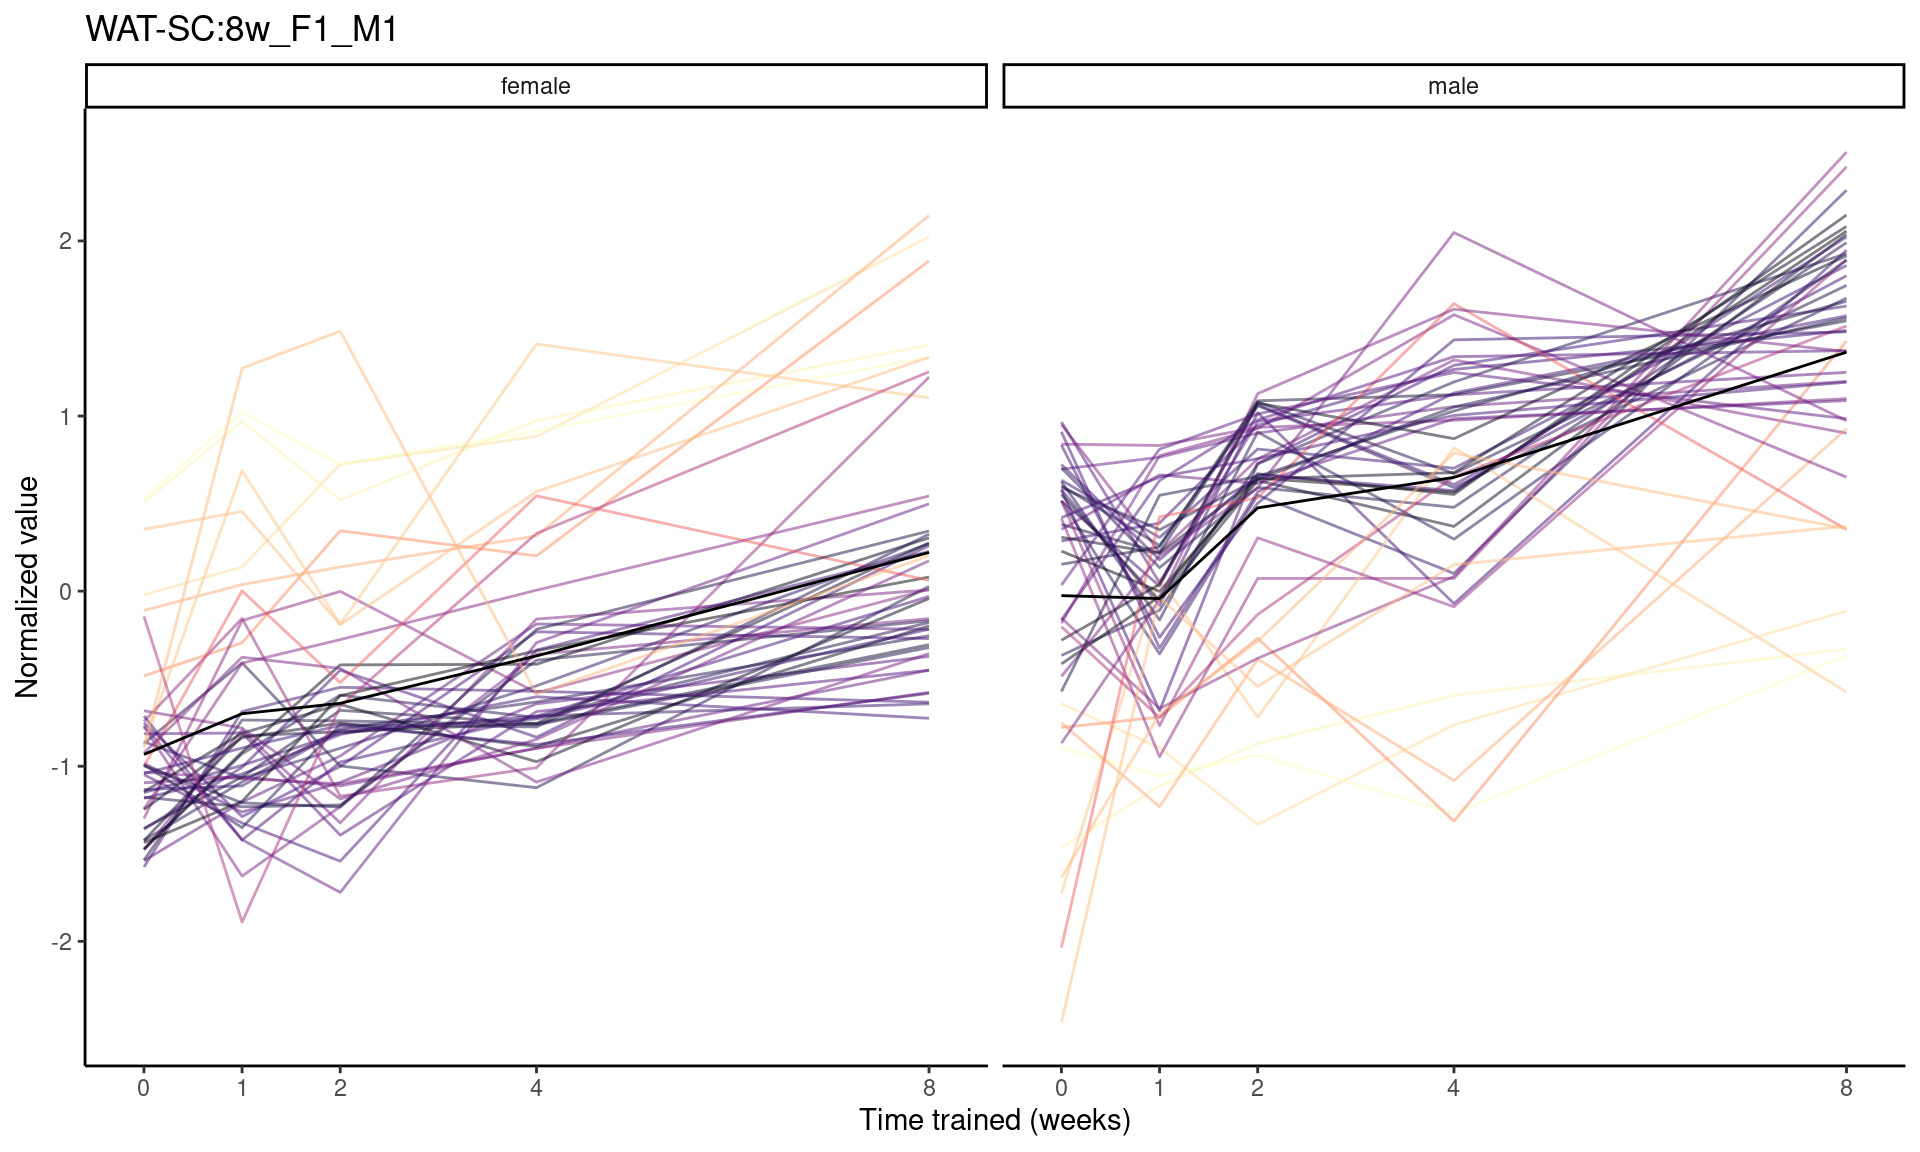 WAT-SC:8w_F1_M1
female
male
Normalized value
2
1
0
-1
-2
0 1 2 4 8
0 1 2 4 8
Time trained (weeks)